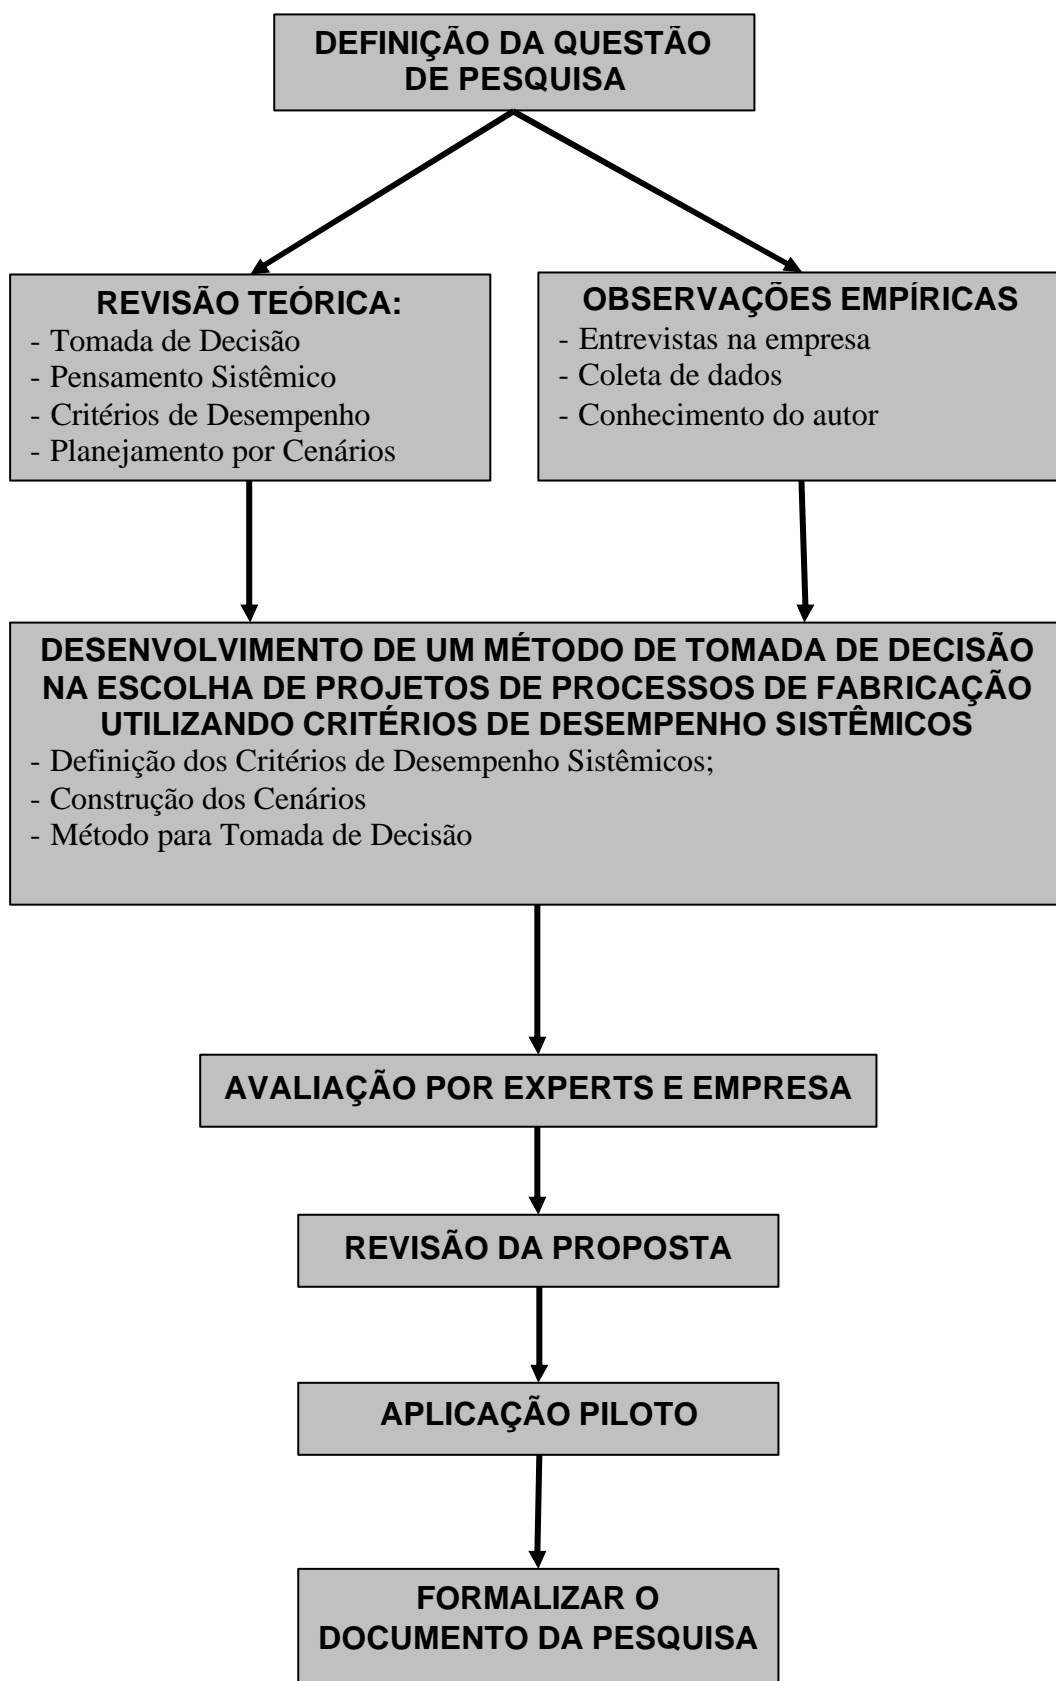 DEFINIÇÃO DA QUESTÃO
DE PESQUISA
REVISÃO TEÓRICA:
- Tomada de Decisão
- Pensamento Sistêmico
- Critérios de Desempenho
- Planejamento por Cenários
OBSERVAÇÕES EMPÍRICAS
- Entrevistas na empresa
- Coleta de dados
- Conhecimento do autor
DESENVOLVIMENTO DE UM MÉTODO DE TOMADA DE DECISÃO
NA ESCOLHA DE PROJETOS DE PROCESSOS DE FABRICAÇÃO
UTILIZANDO CRITÉRIOS DE DESEMPENHO SISTÊMICOS
- Definição dos Critérios de Desempenho Sistêmicos;
- Construção dos Cenários
- Método para Tomada de Decisão
AVALIAÇÃO POR EXPERTS E EMPRESA
REVISÃO DA PROPOSTA
APLICAÇÃO PILOTO
FORMALIZAR O
DOCUMENTO DA PESQUISA